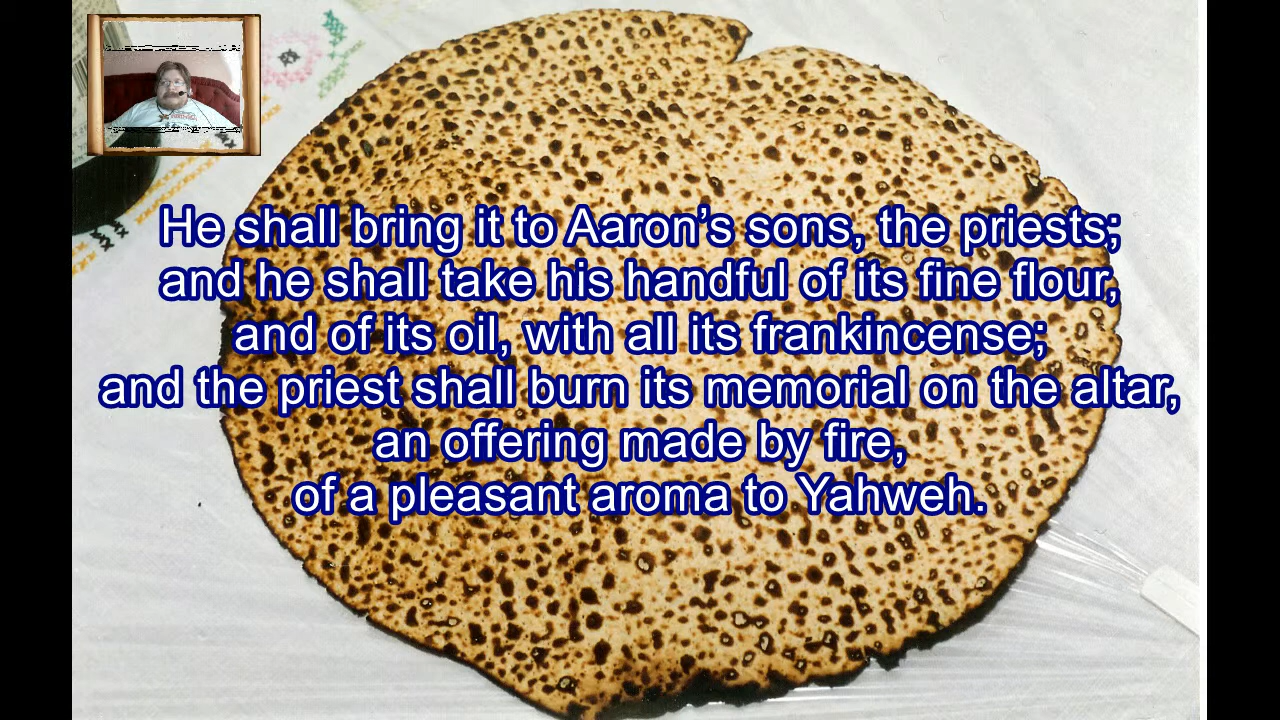 He shall bring it to Aaron’s sons, the priests;
and he shall take his handful of its fine flour,
and of its oil, with all its frankincense;
and the priest shall burn its memorial on the altar,
an offering made by fire,
of a pleasant aroma to Yahweh.